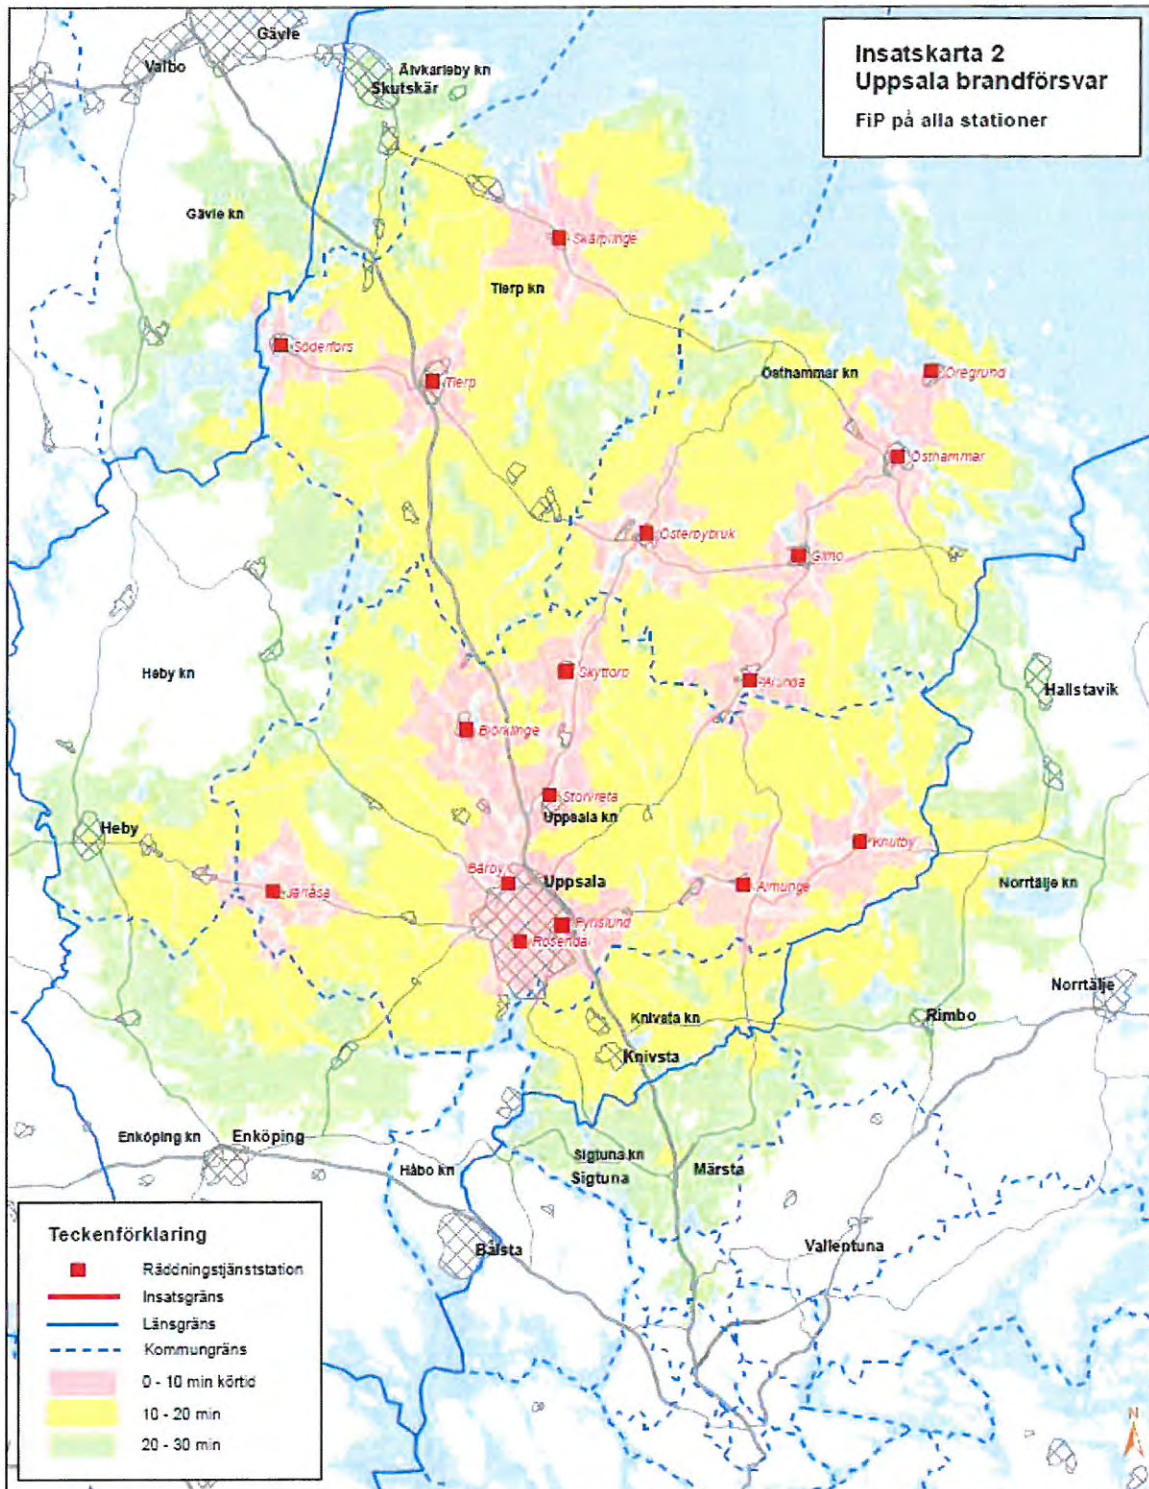 Insatskarta 2
Uppsala brandförsvar
FiP på alla stationer
Gävle
Valbo
Älvkarleby kn
Skutskär
Gävle kn
Skärplinge
Tierp kn
Söderfors
Tierp
Östhammar kn
Öregrund
Östhammar
Österbybruk
Gimo
Heby kn
Skyttorp
Alunda
Hallstavik
Björklinge
Storvreta
Uppsala kn
Heby
Knutby
Bärby
Uppsala
Järlåsa
Almunge
Norrtälje kn
Fyrislund
Rosendal
Norrtälje
Knivsta kn
Rimbo
Knivsta
Enköping kn
Enköping
Håbo kn
Sigtuna kn
Sigtuna
Märsta
Bålsta
Vallentuna
Teckenförklaring
Räddningstjänststation
Insatsgräns
Länsgräns
Kommungräns
0 - 10 min körtid
10 - 20 min
20 - 30 min
N